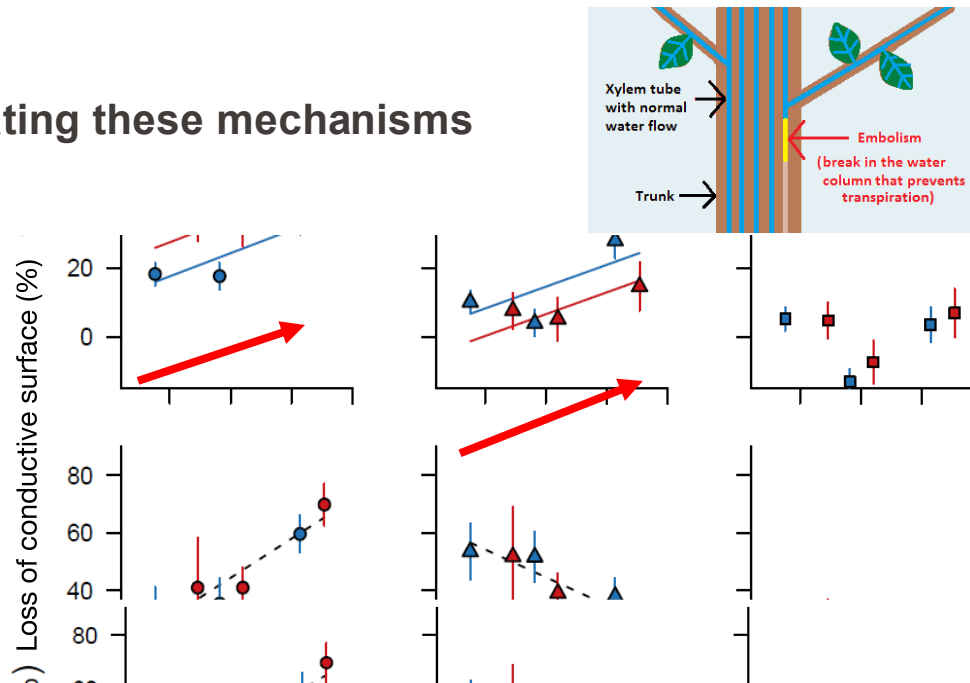 ting these mechanisms
Xylem tube
with normal
water flow
Embolism
(break in the water
column that prevents
transpiration)
Trunk
Loss of conductive surface (%)
20
0
80
60
40
80